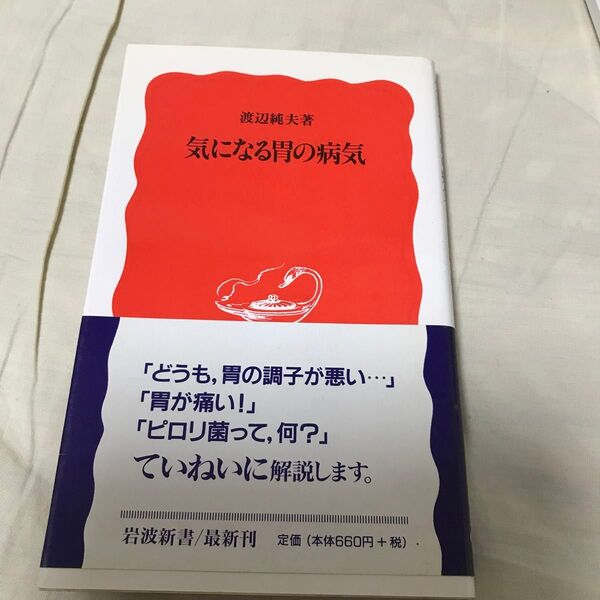 渡辺純夫著
気になる胃の病気
「どうも,胃の調子が悪い…」
「胃が痛い!」
「ピロリ菌って,何?」
ていねいに解説します。
岩波新書/最新刊 定価(本体660円+税)